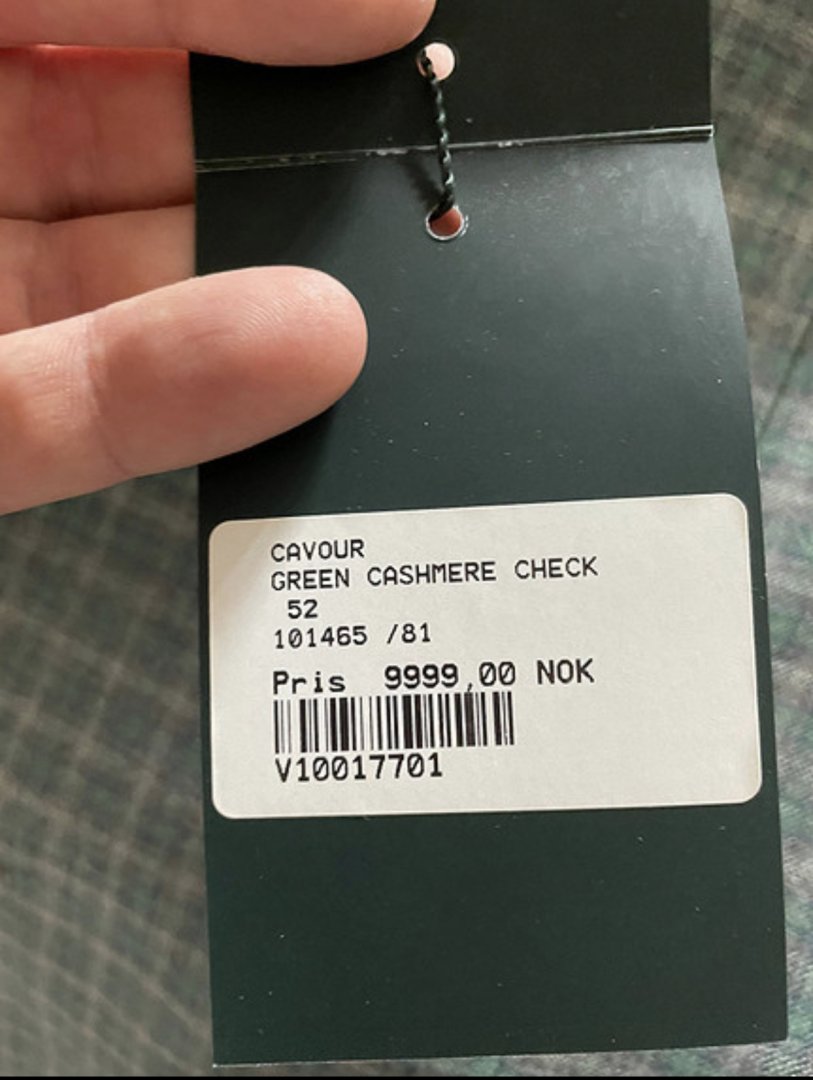 CAVOUR
GREEN CASHMERE CHECK
52
101465 /81
Pris 9999,00 NOK
V10017701